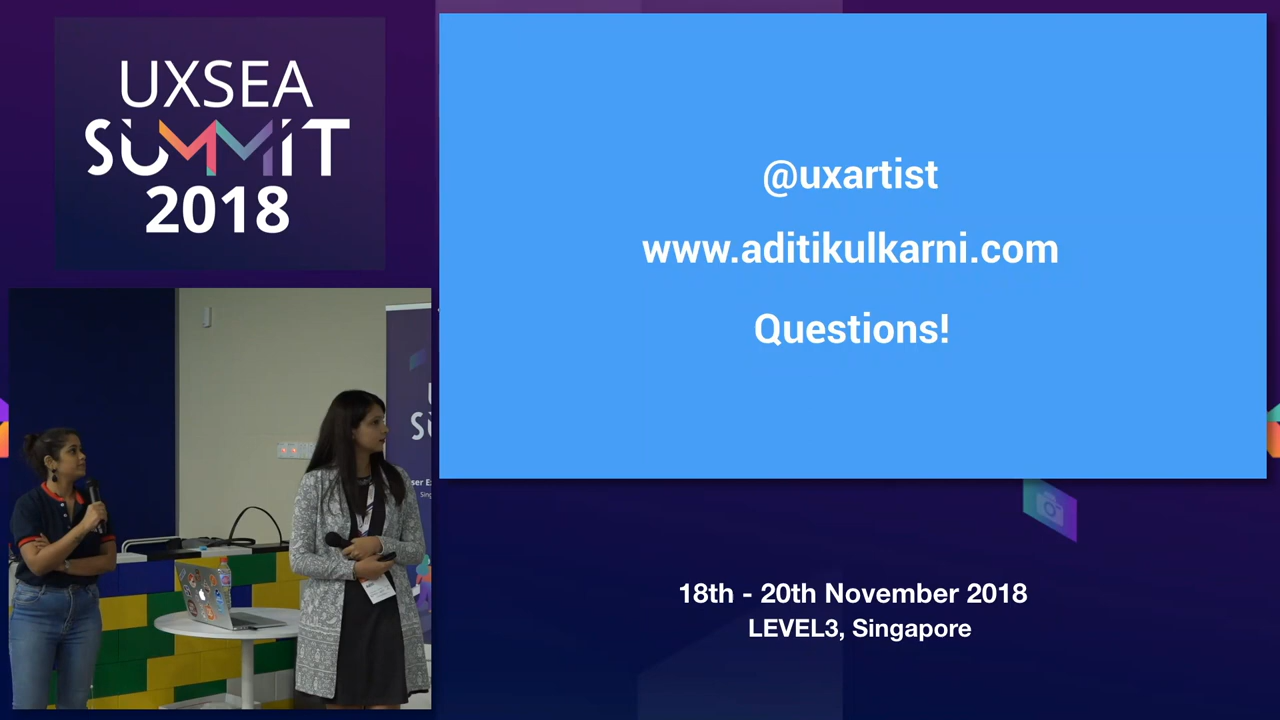 UXSEA
SUMMIT
2018
@uxartist
www.aditikulkarni.com
Questions!
18th - 20th November 2018
LEVEL3, Singapore